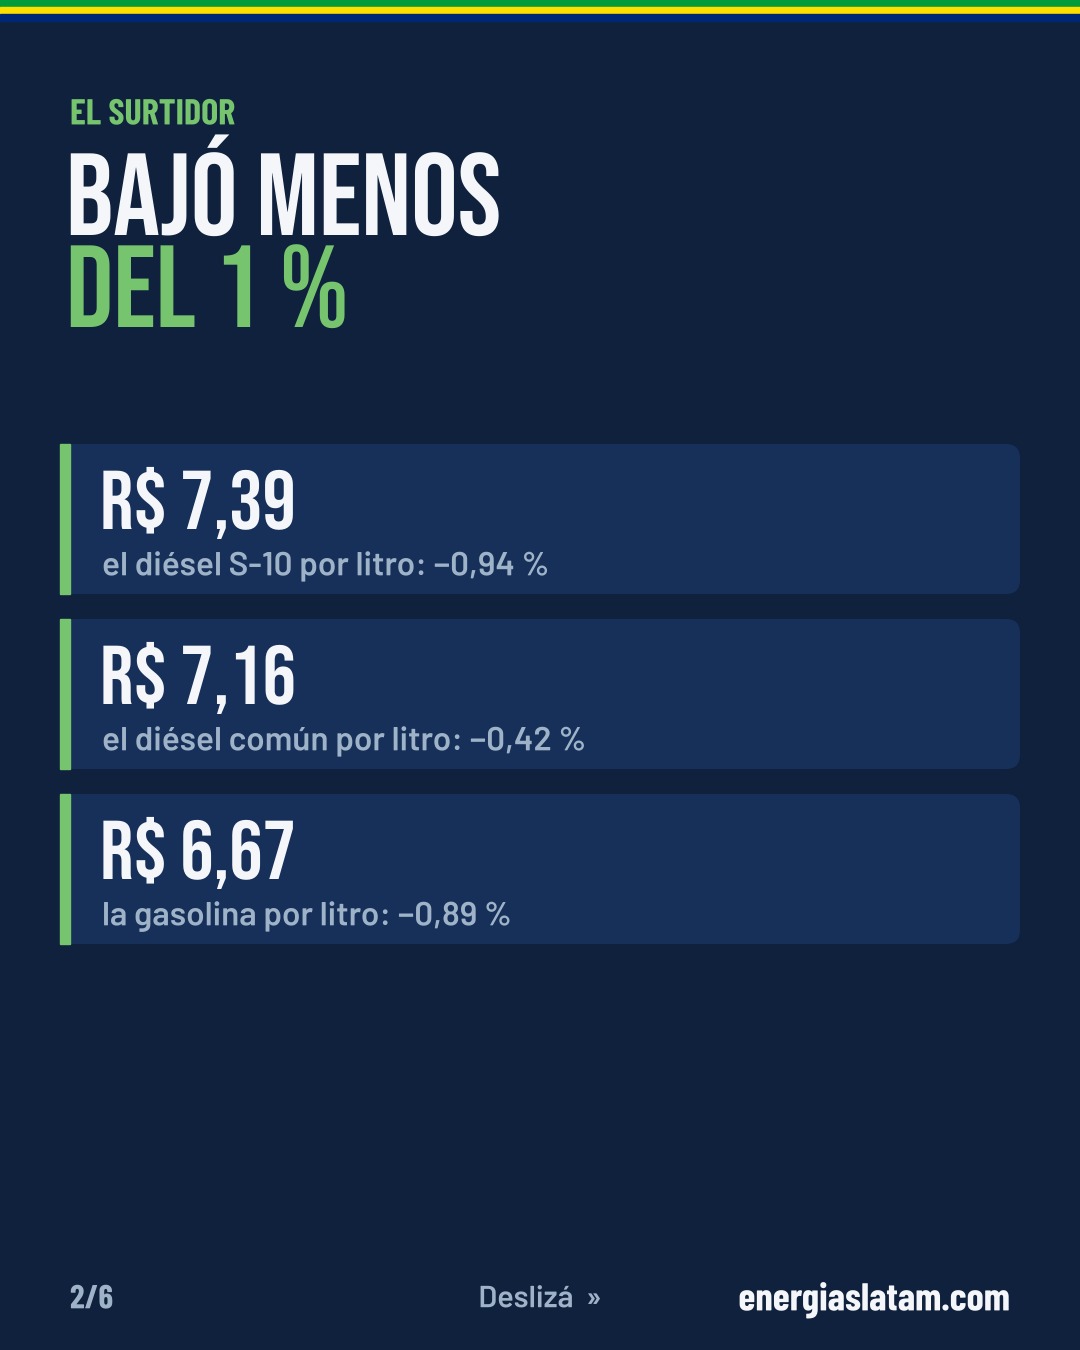 EL SURTIDOR
BAJÓ MENOS
DEL 1 %
R$ 7,39
el diésel S-10 por litro: −0,94 %
R$ 7,16
el diésel común por litro: −0,42 %
R$ 6,67
la gasolina por litro: −0,89 %
2/6
Deslizá »
energiaslatam.com